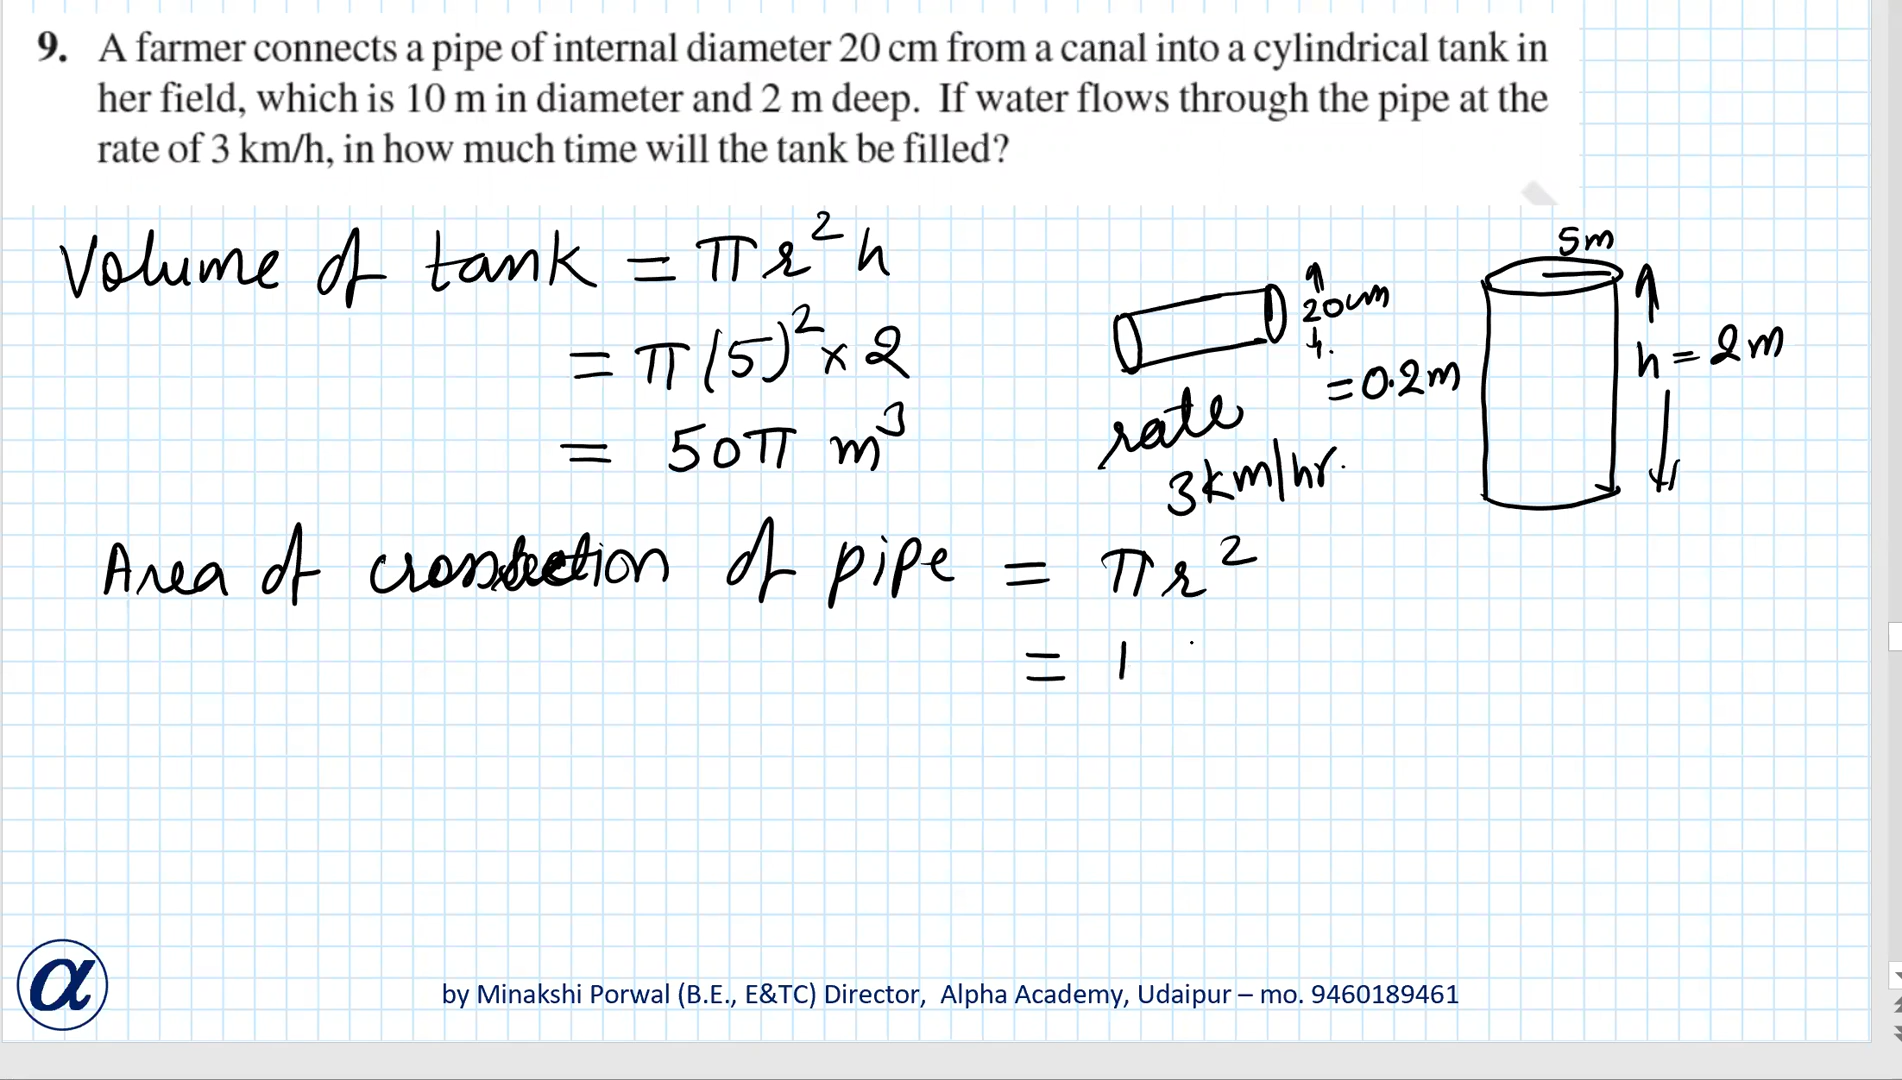 9. A farmer connects a pipe of internal diameter 20 cm from a canal into a cylindrical tank in
her field, which is 10 m in diameter and 2 m deep. If water flows through the pipe at the
rate of 3 km/h, in how much time will the tank be filled?
Volume of tank = πr²h
= π(5)² × 2
= 50π m³
20cm
= 0.2m
rate
3km/hr.
5m
h = 2m
Area of crossection of pipe = πr²
= 1
α
by Minakshi Porwal (B.E., E&TC) Director, Alpha Academy, Udaipur – mo. 9460189461